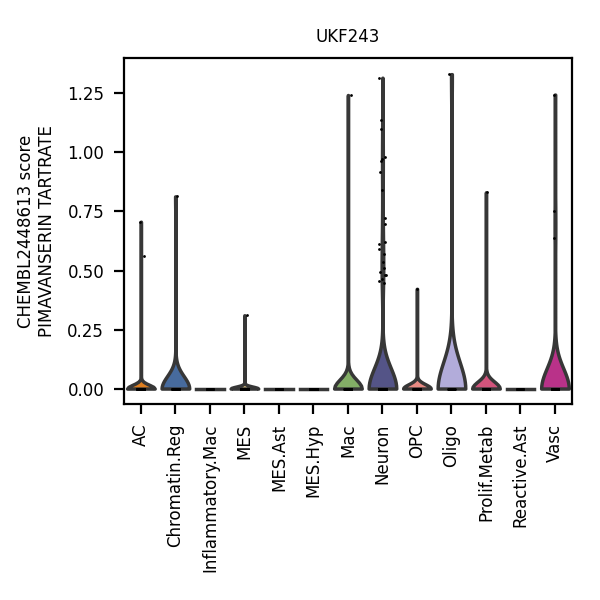 UKF243
CHEMBL2448613 score
PIMAVANSERIN TARTRATE
1.25
1.00
0.75
0.50
0.25
0.00
AC
Chromatin.Reg
Inflammatory.Mac
MES
MES.Ast
MES.Hyp
Mac
Neuron
OPC
Oligo
Prolif.Metab
Reactive.Ast
Vasc